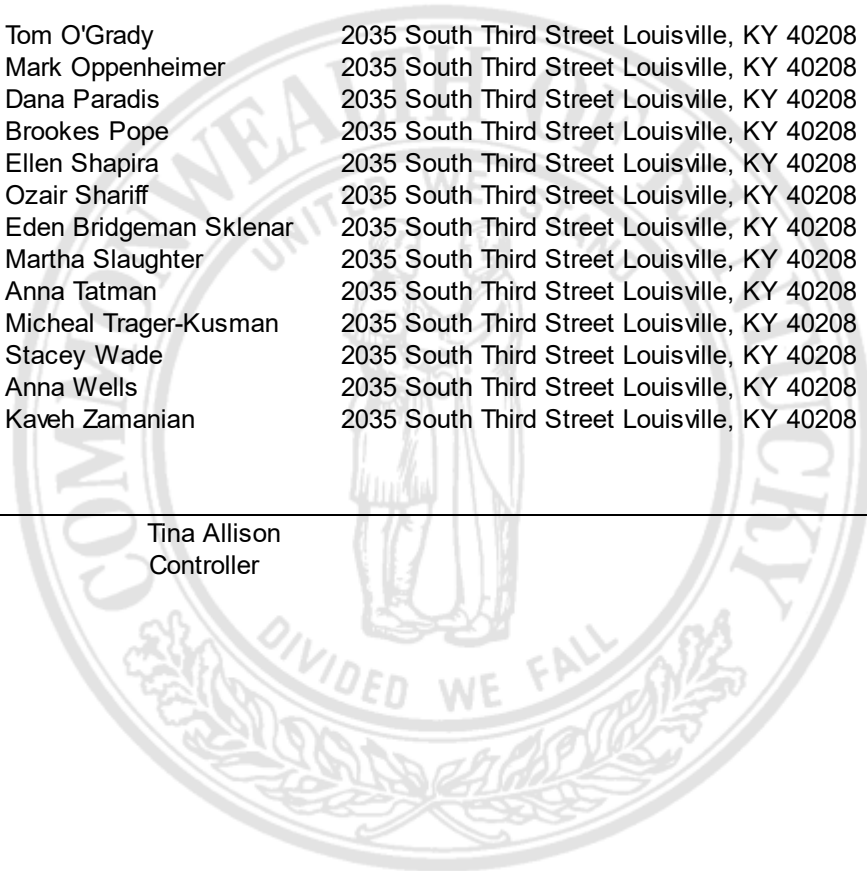 Tom O'Grady 2035 South Third Street Louisville, KY 40208
Mark Oppenheimer 2035 South Third Street Louisville, KY 40208
Dana Paradis 2035 South Third Street Louisville, KY 40208
Brookes Pope 2035 South Third Street Louisville, KY 40208
Ellen Shapira 2035 South Third Street Louisville, KY 40208
Ozair Shariff 2035 South Third Street Louisville, KY 40208
Eden Bridgeman Sklenar 2035 South Third Street Louisville, KY 40208
Martha Slaughter 2035 South Third Street Louisville, KY 40208
Anna Tatman 2035 South Third Street Louisville, KY 40208
Micheal Trager-Kusman 2035 South Third Street Louisville, KY 40208
Stacey Wade 2035 South Third Street Louisville, KY 40208
Anna Wells 2035 South Third Street Louisville, KY 40208
Kaveh Zamanian 2035 South Third Street Louisville, KY 40208
Tina Allison
Controller
COMMONWEALTH OF KENTUCKY
UNITED WE STAND
DIVIDED WE FALL